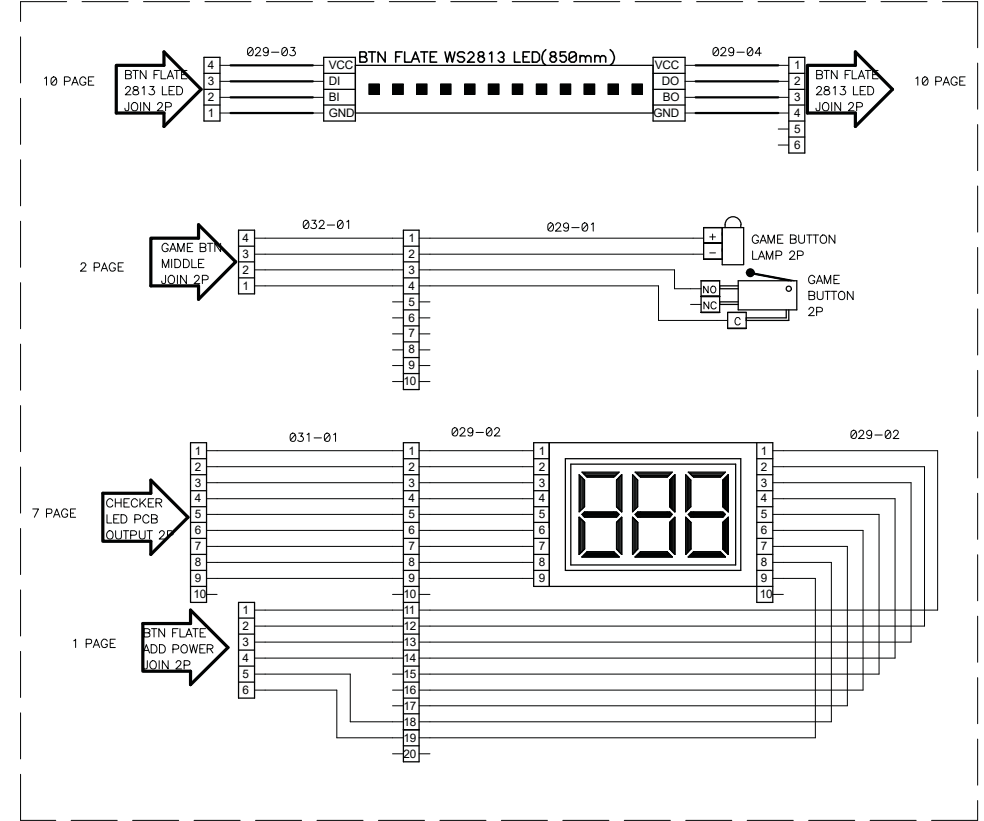 029-03
BTN FLATE WS2813 LED(850mm)
029-04
10 PAGE
BTN FLATE
2813 LED
JOIN 2P
4
3
2
1
VCC
DI
BI
GND
VCC
DO
BO
GND
1
2
3
4
5
6
BTN FLATE
2813 LED
JOIN 2P
10 PAGE
032-01
029-01
2 PAGE
GAME BTN
MIDDLE
JOIN 2P
4
3
2
1
1
2
3
4
5
6
7
8
9
10
+
−
GAME BUTTON
LAMP 2P
NO
NC
C
GAME
BUTTON
2P
031-01
029-02
029-02
7 PAGE
CHECKER
LED PCB
OUTPUT 2P
1
2
3
4
5
6
7
8
9
10
1
2
3
4
5
6
7
8
9
10
11
12
13
14
15
16
17
18
19
20
1
2
3
4
5
6
7
8
9
888
1
2
3
4
5
6
7
8
9
10
1 PAGE
BTN FLATE
ADD POWER
JOIN 2P
1
2
3
4
5
6